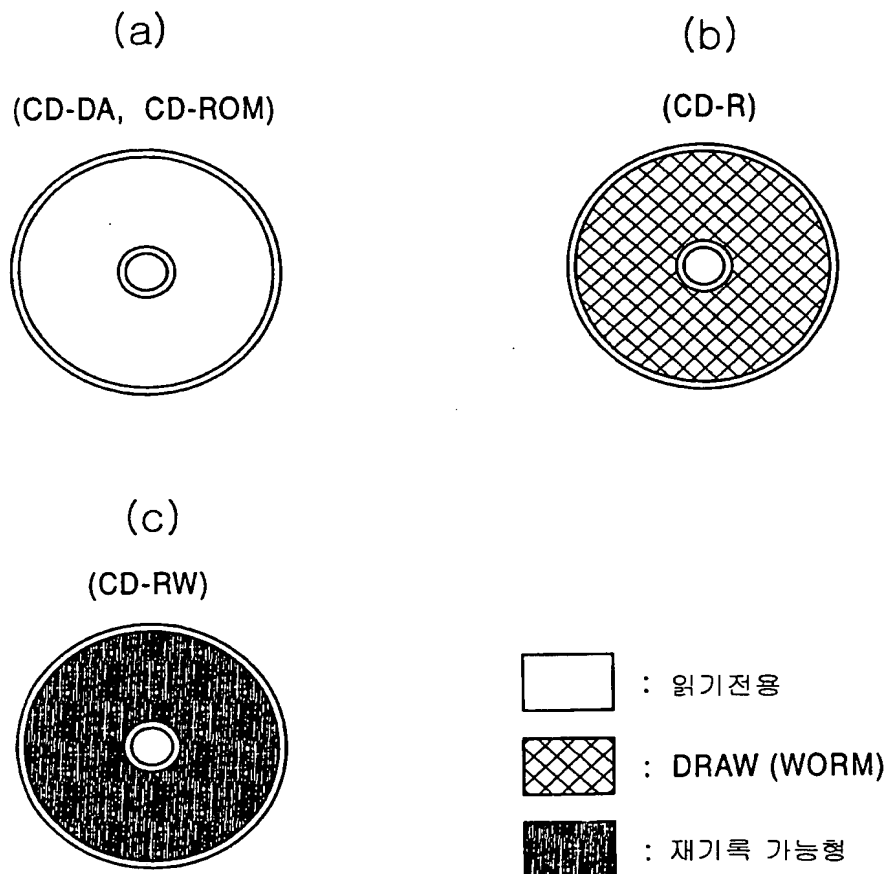 (a)
(b)
(CD-DA, CD-ROM)
(CD-R)
(c)
(CD-RW)
: 읽기전용
: DRAW (WORM)
: 재기록 가능형